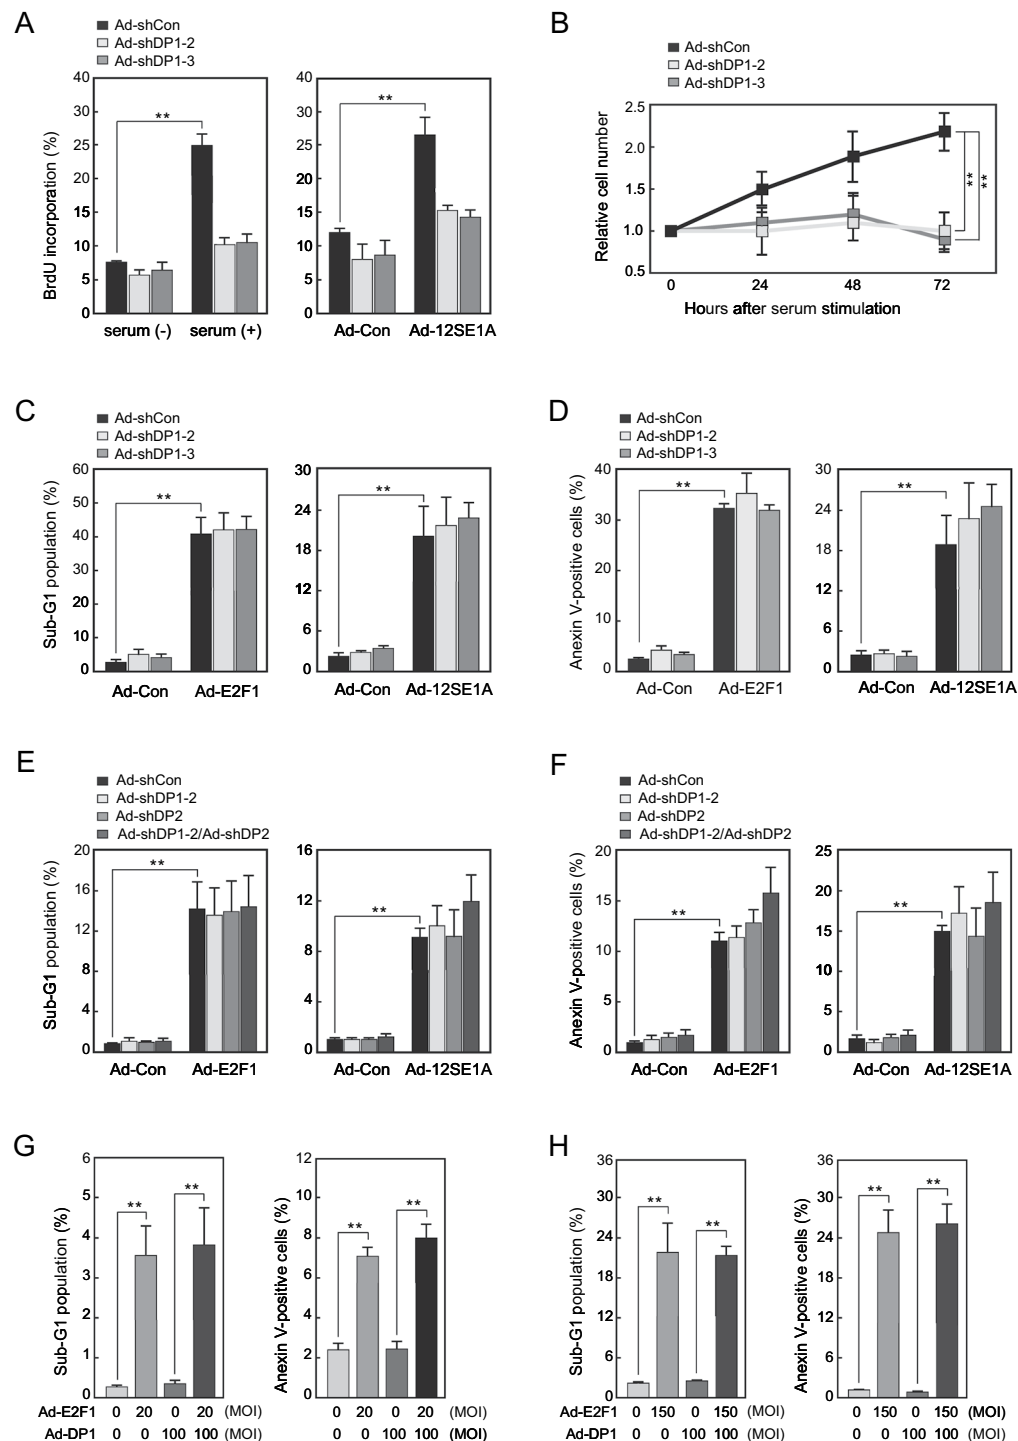 A
Ad-shCon
Ad-shDP1-2
Ad-shDP1-3
BrdU incorporation (%)
40
30
25
20
15
10
5
0
**
serum (-) serum (+)
40
30
25
20
15
10
5
0
**
Ad-Con Ad-12SE1A
B
Ad-shCon
Ad-shDP1-2
Ad-shDP1-3
Relative cell number
2.5
2.0
1.5
1.0
0.5
**
**
0 24 48 72
Hours after serum stimulation
C
Ad-shCon
Ad-shDP1-2
Ad-shDP1-3
Sub-G1 population (%)
60
50
40
30
20
10
0
**
Ad-Con Ad-E2F1
30
24
18
12
6
0
**
Ad-Con Ad-12SE1A
D
Ad-shCon
Ad-shDP1-2
Ad-shDP1-3
Anexin V-positive cells (%)
40
30
20
10
0
**
Ad-Con Ad-E2F1
30
24
18
12
6
0
**
Ad-Con Ad-12SE1A
E
Ad-shCon
Ad-shDP1-2
Ad-shDP2
Ad-shDP1-2/Ad-shDP2
Sub-G1 population (%)
20
16
12
8
4
0
**
Ad-Con Ad-E2F1
16
12
8
4
0
**
Ad-Con Ad-12SE1A
F
Ad-shCon
Ad-shDP1-2
Ad-shDP2
Ad-shDP1-2/Ad-shDP2
Anexin V-positive cells (%)
20
15
10
5
0
**
Ad-Con Ad-E2F1
25
20
15
10
5
0
**
Ad-Con Ad-12SE1A
G
Sub-G1 population (%)
6
5
4
3
2
1
0
**
**
Ad-E2F1 0 20 0 20 (MOI)
Ad-DP1 0 0 100 100 (MOI)
Anexin V-positive cells (%)
12
10
8
6
4
2
0
**
**
0 20 0 20 (MOI)
0 0 100 100 (MOI)
H
Sub-G1 population (%)
36
30
24
18
12
6
0
**
**
Ad-E2F1 0 150 0 150 (MOI)
Ad-DP1 0 0 100 100 (MOI)
Anexin V-positive cells (%)
36
30
24
18
12
6
0
**
**
0 150 0 150 (MOI)
0 0 100 100 (MOI)